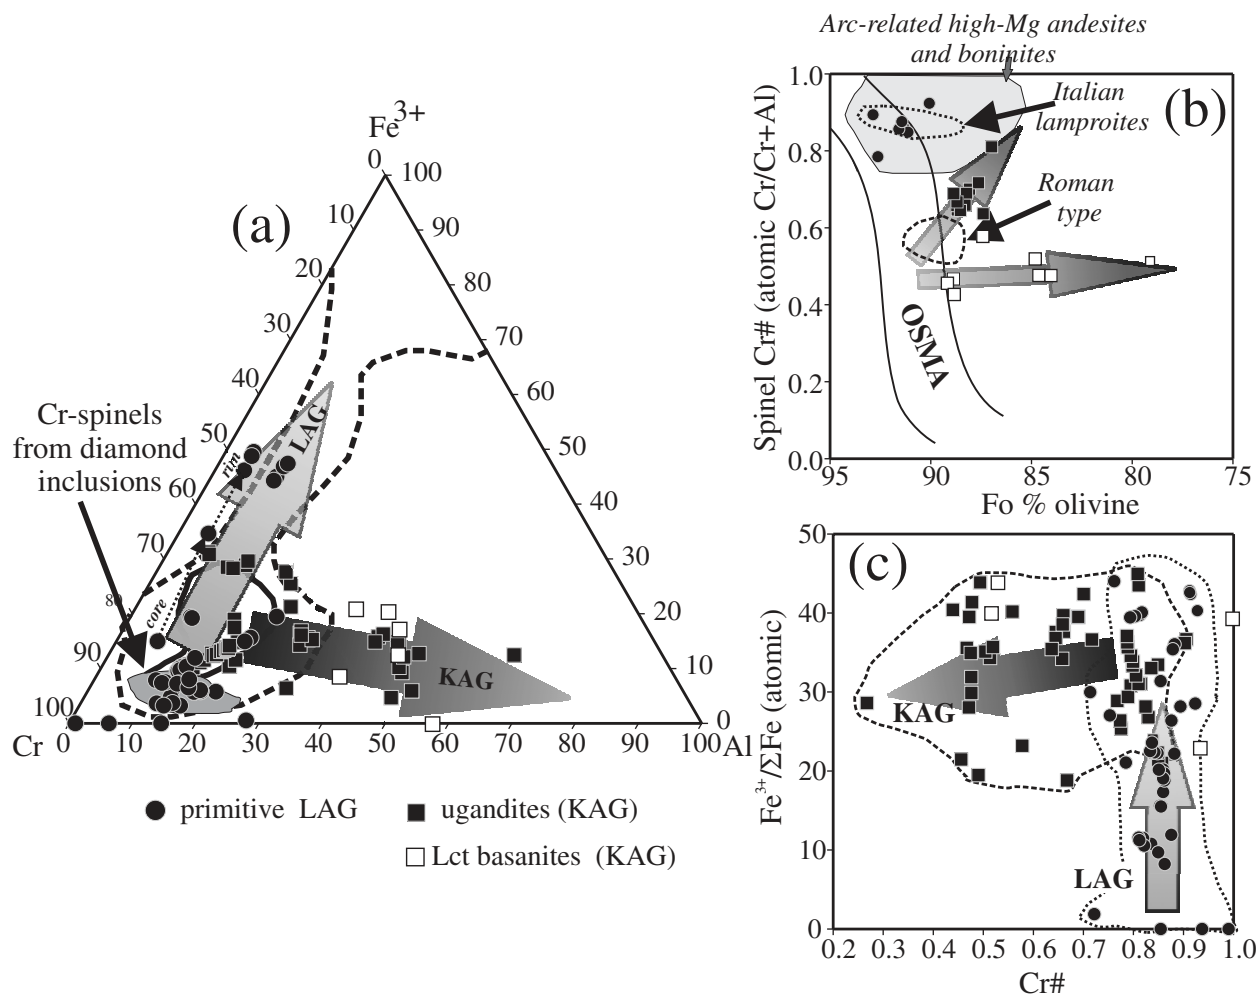 Arc-related high-Mg andesites
and boninites
Fe3+
0
100
(a)
10
90
20
80
30
70
40
60
50
50
60
40
70
30
80
20
90
10
100
0
Cr
0
10
20
30
40
50
60
70
80
90
100
Al
Cr-spinels
from diamond
inclusions
rim
core
LAG
KAG
primitive LAG
ugandites (KAG)
Lct basanites (KAG)
(b)
Spinel Cr# (atomic Cr/Cr+Al)
1.0
0.8
0.6
0.4
0.2
0.0
95
90
85
80
75
Fo % olivine
Italian
lamproites
Roman
type
OSMA
(c)
Fe3+/ΣFe (atomic)
50
40
30
20
10
0
0.2
0.3
0.4
0.5
0.6
0.7
0.8
0.9
1.0
Cr#
KAG
LAG